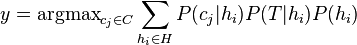 y = argmax_{c_j ∈ C} ∑_{h_i ∈ H} P(c_j|h_i)P(T|h_i)P(h_i)